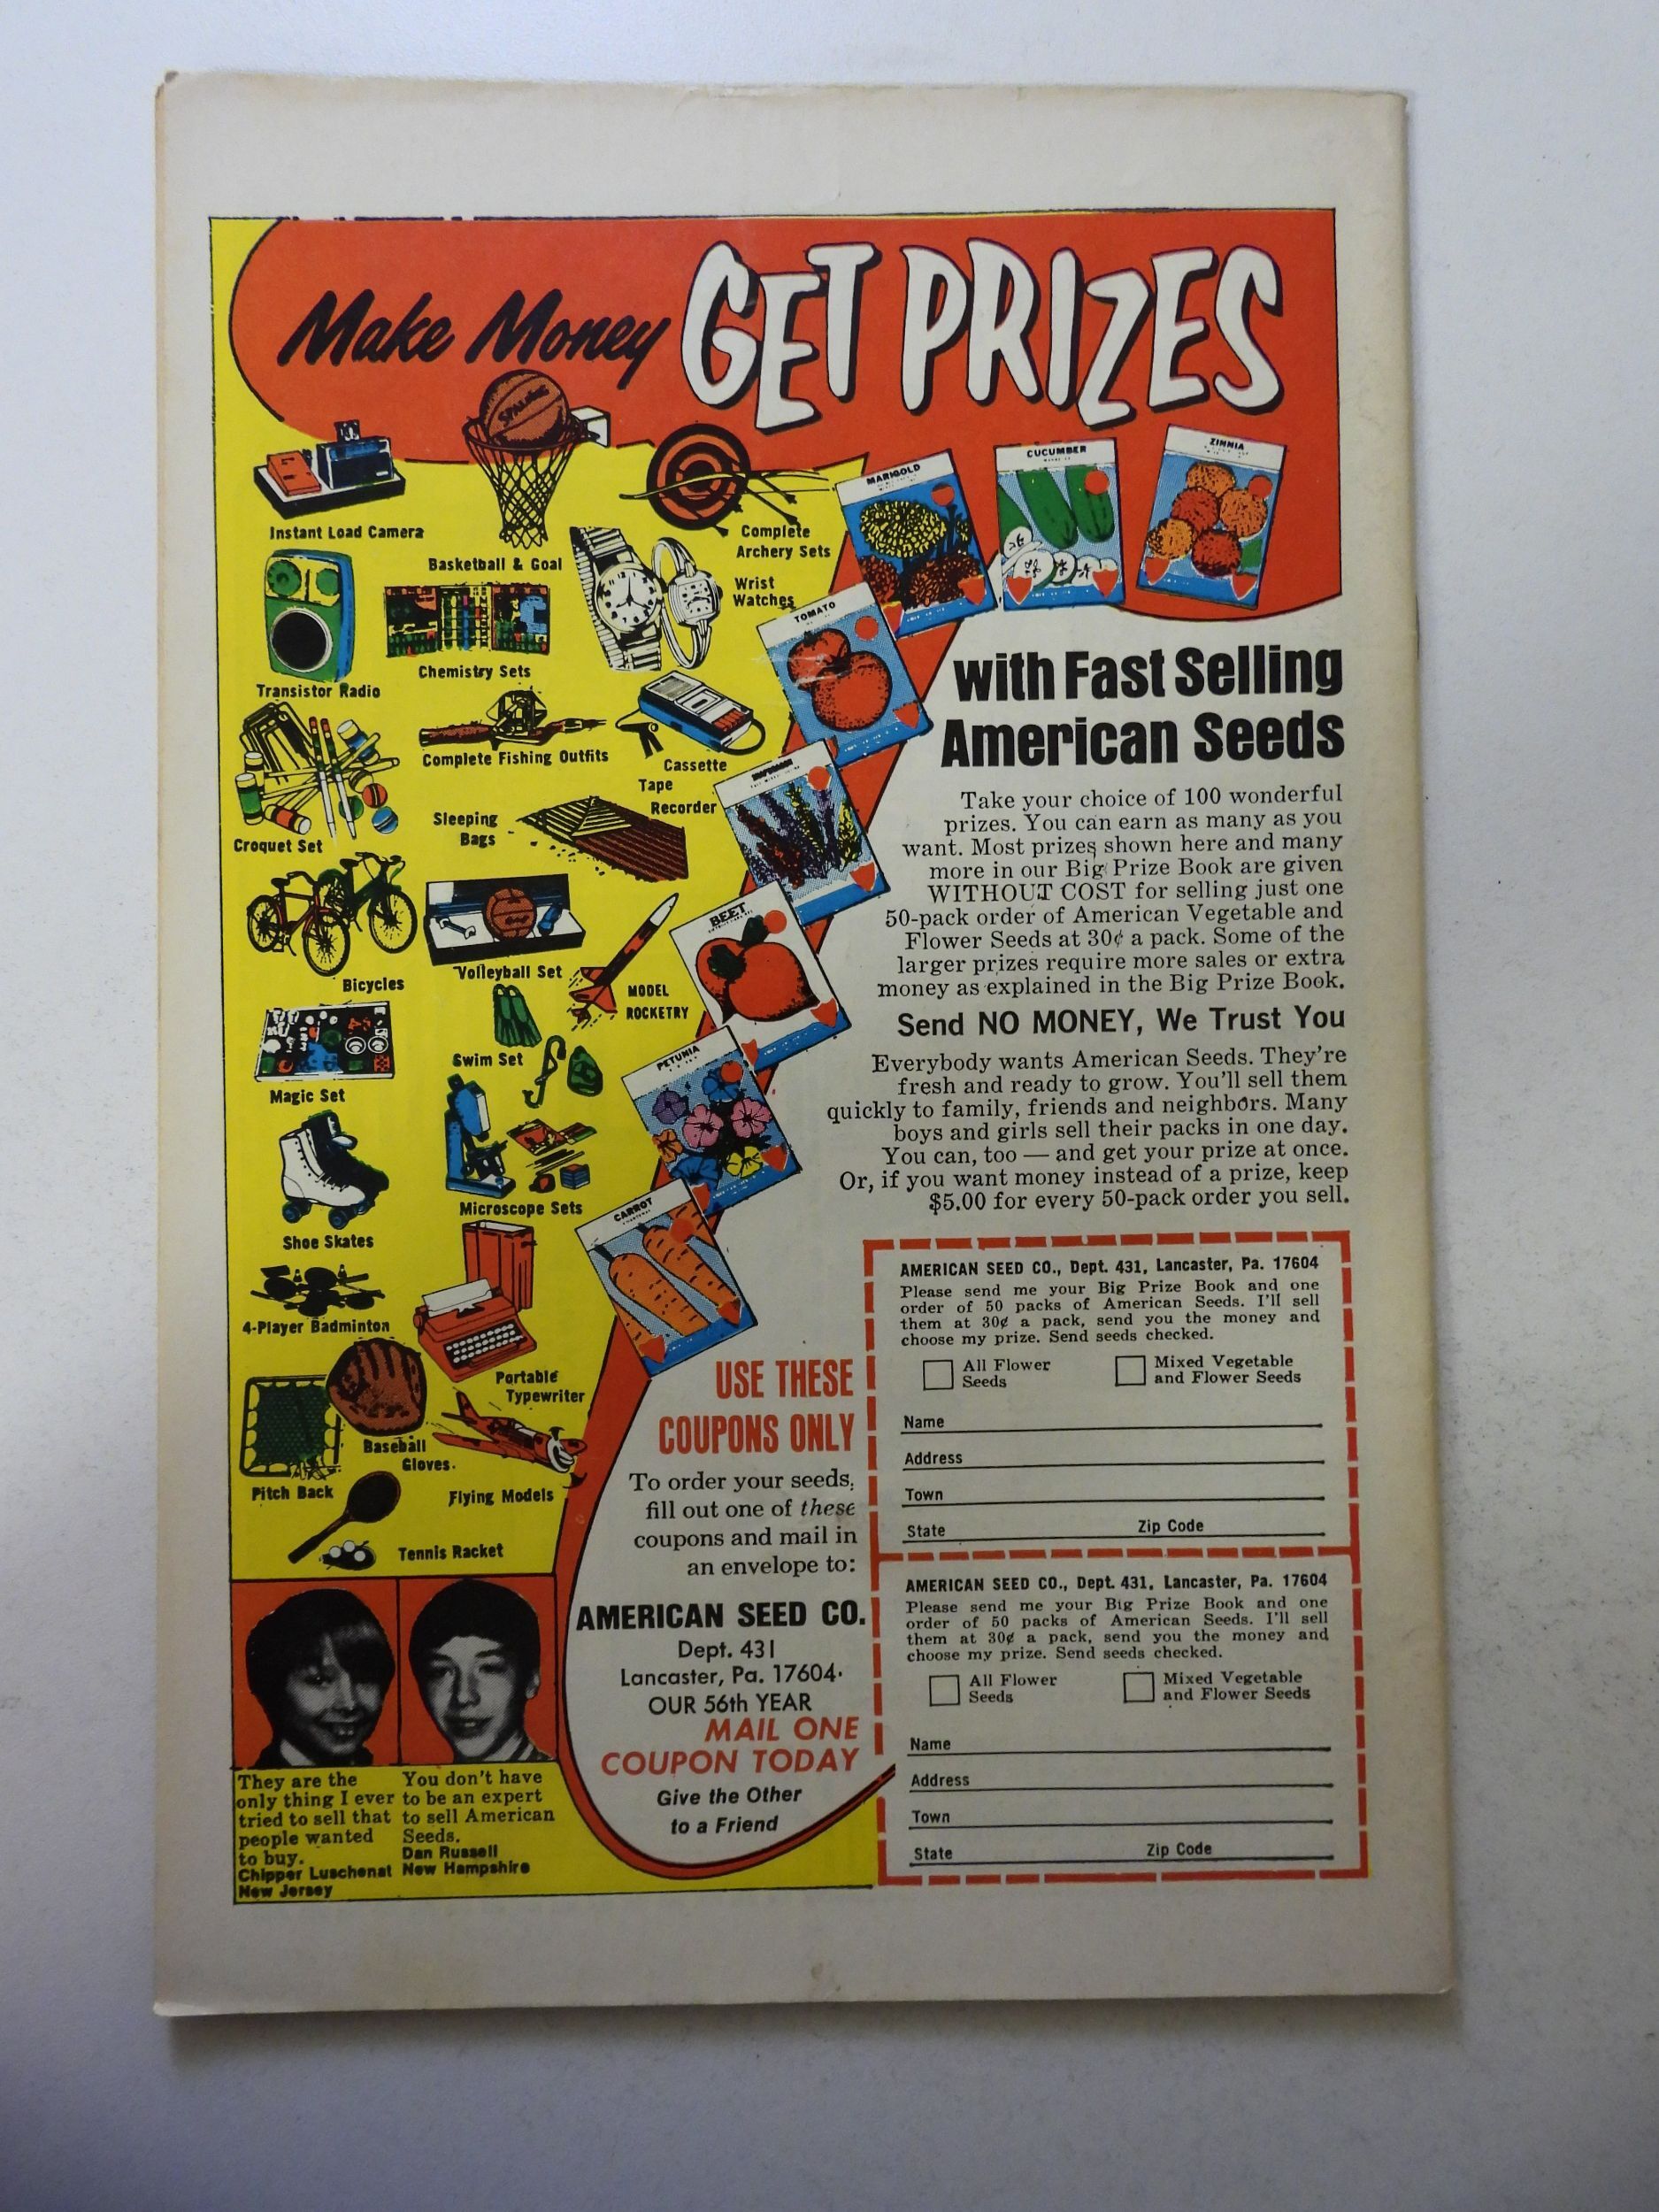 Make Money GET PRIZES
SPALDING
Instant Load Camera
Basketball & Goal
Complete
Archery Sets
Transistor Radio
Chemistry Sets
Wrist
Watches
Croquet Set
Complete Fishing Outfits
Cassette
Tape
Recorder
Sleeping
Bags
Bicycles
Volleyball Set
MODEL
ROCKETRY
Magic Set
Swim Set
Shoe Skates
Microscope Sets
4-Player Badminton
Portable
Typewriter
Pitch Back
Baseball
Gloves.
Flying Models
Tennis Racket
MARIGOLD
CUCUMBER
ZINNIA
TOMATO
BEET
PETUNIA
CARROT
with Fast Selling
American Seeds
Take your choice of 100 wonderful
prizes. You can earn as many as you
want. Most prizes shown here and many
more in our Big Prize Book are given
WITHOUT COST for selling just one
50-pack order of American Vegetable and
Flower Seeds at 30¢ a pack. Some of the
larger prizes require more sales or extra
money as explained in the Big Prize Book.
Send NO MONEY, We Trust You
Everybody wants American Seeds. They're
fresh and ready to grow. You'll sell them
quickly to family, friends and neighbors. Many
boys and girls sell their packs in one day.
You can, too — and get your prize at once.
Or, if you want money instead of a prize, keep
$5.00 for every 50-pack order you sell.
USE THESE
COUPONS ONLY
To order your seeds,
fill out one of these
coupons and mail in
an envelope to:
AMERICAN SEED CO.
Dept. 431
Lancaster, Pa. 17604
OUR 56th YEAR
MAIL ONE
COUPON TODAY
Give the Other
to a Friend
AMERICAN SEED CO., Dept. 431, Lancaster, Pa. 17604
Please send me your Big Prize Book and one
order of 50 packs of American Seeds. I'll sell
them at 30¢ a pack, send you the money and
choose my prize. Send seeds checked.
All Flower
Seeds
Mixed Vegetable
and Flower Seeds
Name
Address
Town
State Zip Code
AMERICAN SEED CO., Dept. 431, Lancaster, Pa. 17604
Please send me your Big Prize Book and one
order of 50 packs of American Seeds. I'll sell
them at 30¢ a pack, send you the money and
choose my prize. Send seeds checked.
All Flower
Seeds
Mixed Vegetable
and Flower Seeds
Name
Address
Town
State Zip Code
They are the
only thing I ever
tried to sell that
people wanted
to buy.
Chipper Luschenat
New Jersey
You don't have
to be an expert
to sell American
Seeds.
Dan Russell
New Hampshire